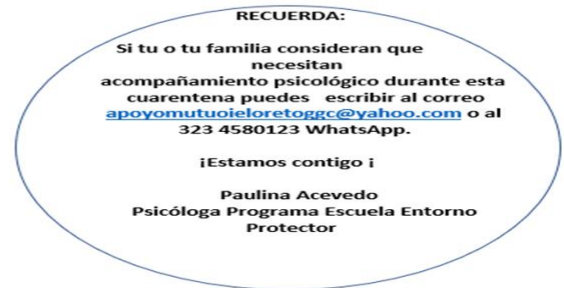 RECUERDA:
Si tu o tu familia consideran que
necesitan
acompañamiento psicológico durante esta
cuarentena puedes escribir al correo
apoyomutuoieloretoggc@yahoo.com o al
323 4580123 WhatsApp.
¡Estamos contigo ¡
Paulina Acevedo
Psicóloga Programa Escuela Entorno
Protector